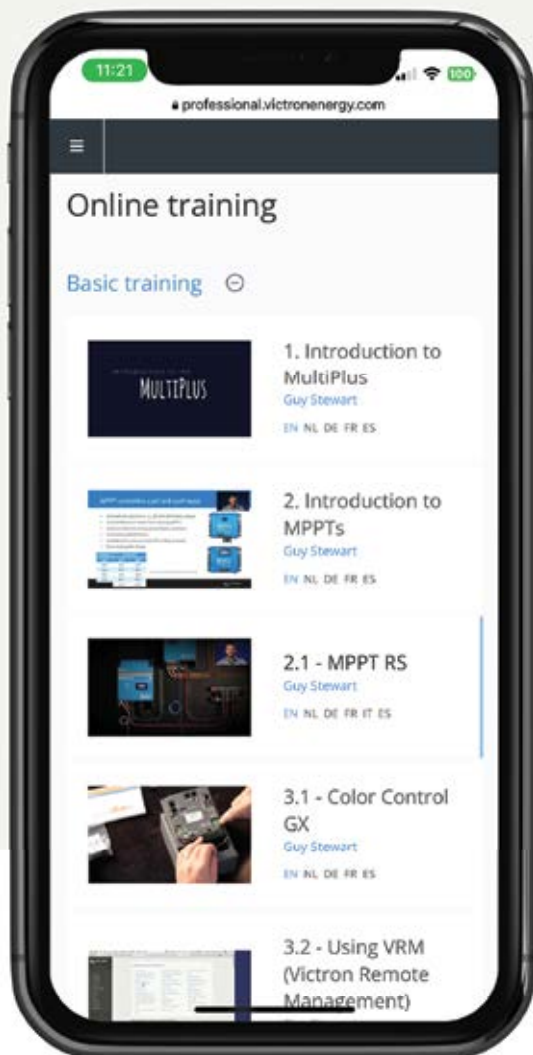 11:21
100
professional.victronenergy.com
Online training
Basic training
1. Introduction to
MultiPlus
Guy Stewart
EN NL DE FR ES
MULTIPLUS
2. Introduction to
MPPTs
Guy Stewart
EN NL DE FR ES
2.1 - MPPT RS
Guy Stewart
EN NL DE FR IT ES
3.1 - Color Control
GX
Guy Stewart
EN NL DE FR ES
3.2 - Using VRM
(Victron Remote
Management)